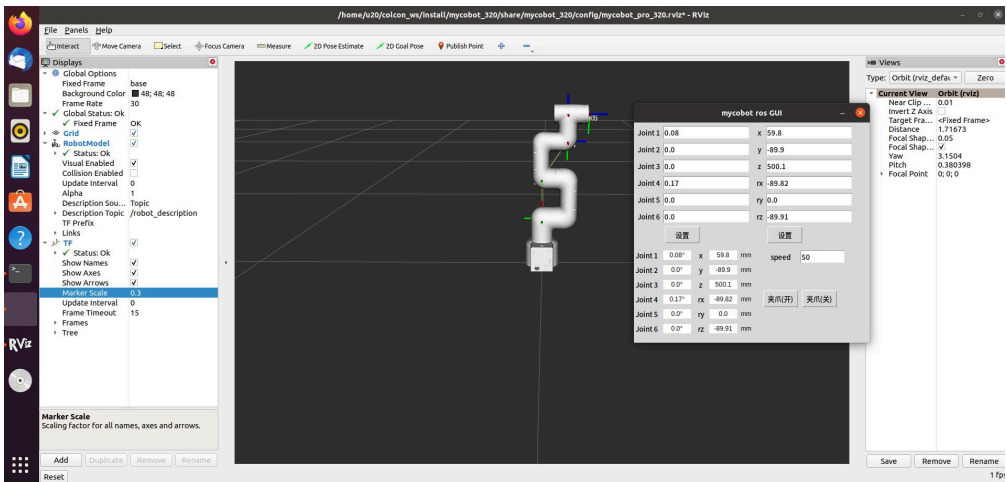 /home/u20/colcon_ws/install/mycobot_320/share/mycobot_320/config/mycobot_pro_320.rviz* - RViz
File Panels Help
Interact Move Camera Select Focus Camera Measure 2D Pose Estimate 2D Goal Pose Publish Point
Displays
Global Options
Fixed Frame base
Background Color 48; 48; 48
Frame Rate 30
Global Status: Ok
Fixed Frame OK
Grid
RobotModel
Status: Ok
Visual Enabled
Collision Enabled
Update Interval 0
Alpha 1
Description Sou... Topic
Description Topic /robot_description
TF Prefix
Links
TF
Status: Ok
Show Names
Show Axes
Show Arrows
Marker Scale 0.3
Update Interval 0
Frame Timeout 15
Frames
Tree
Marker Scale
Scaling factor for all names, axes and arrows.
Add Duplicate Remove Rename
Reset
mycobot ros GUI
Joint 1 0.08 x 59.8
Joint 2 0.0 y -89.9
Joint 3 0.0 z 500.1
Joint 4 0.17 rx -89.82
Joint 5 0.0 ry 0.0
Joint 6 0.0 rz -89.91
设置 设置
Joint 1 0.08° x 59.8 mm speed 50
Joint 2 0.0° y -89.9 mm
Joint 3 0.0° z 500.1 mm
Joint 4 0.17° rx -89.82 mm 夹爪(开) 夹爪(关)
Joint 5 0.0° ry 0.0 mm
Joint 6 0.0° rz -89.91 mm
Views
Type: Orbit (rviz_defau Zero
Current View Orbit (rviz)
Near Clip ... 0.01
Invert Z Axis
Target Fra... <Fixed Frame>
Distance 1.71673
Focal Shap... 0.05
Focal Shap...
Yaw 3.1504
Pitch 0.380398
Focal Point 0; 0; 0
Save Remove Rename
1 fps
RViz